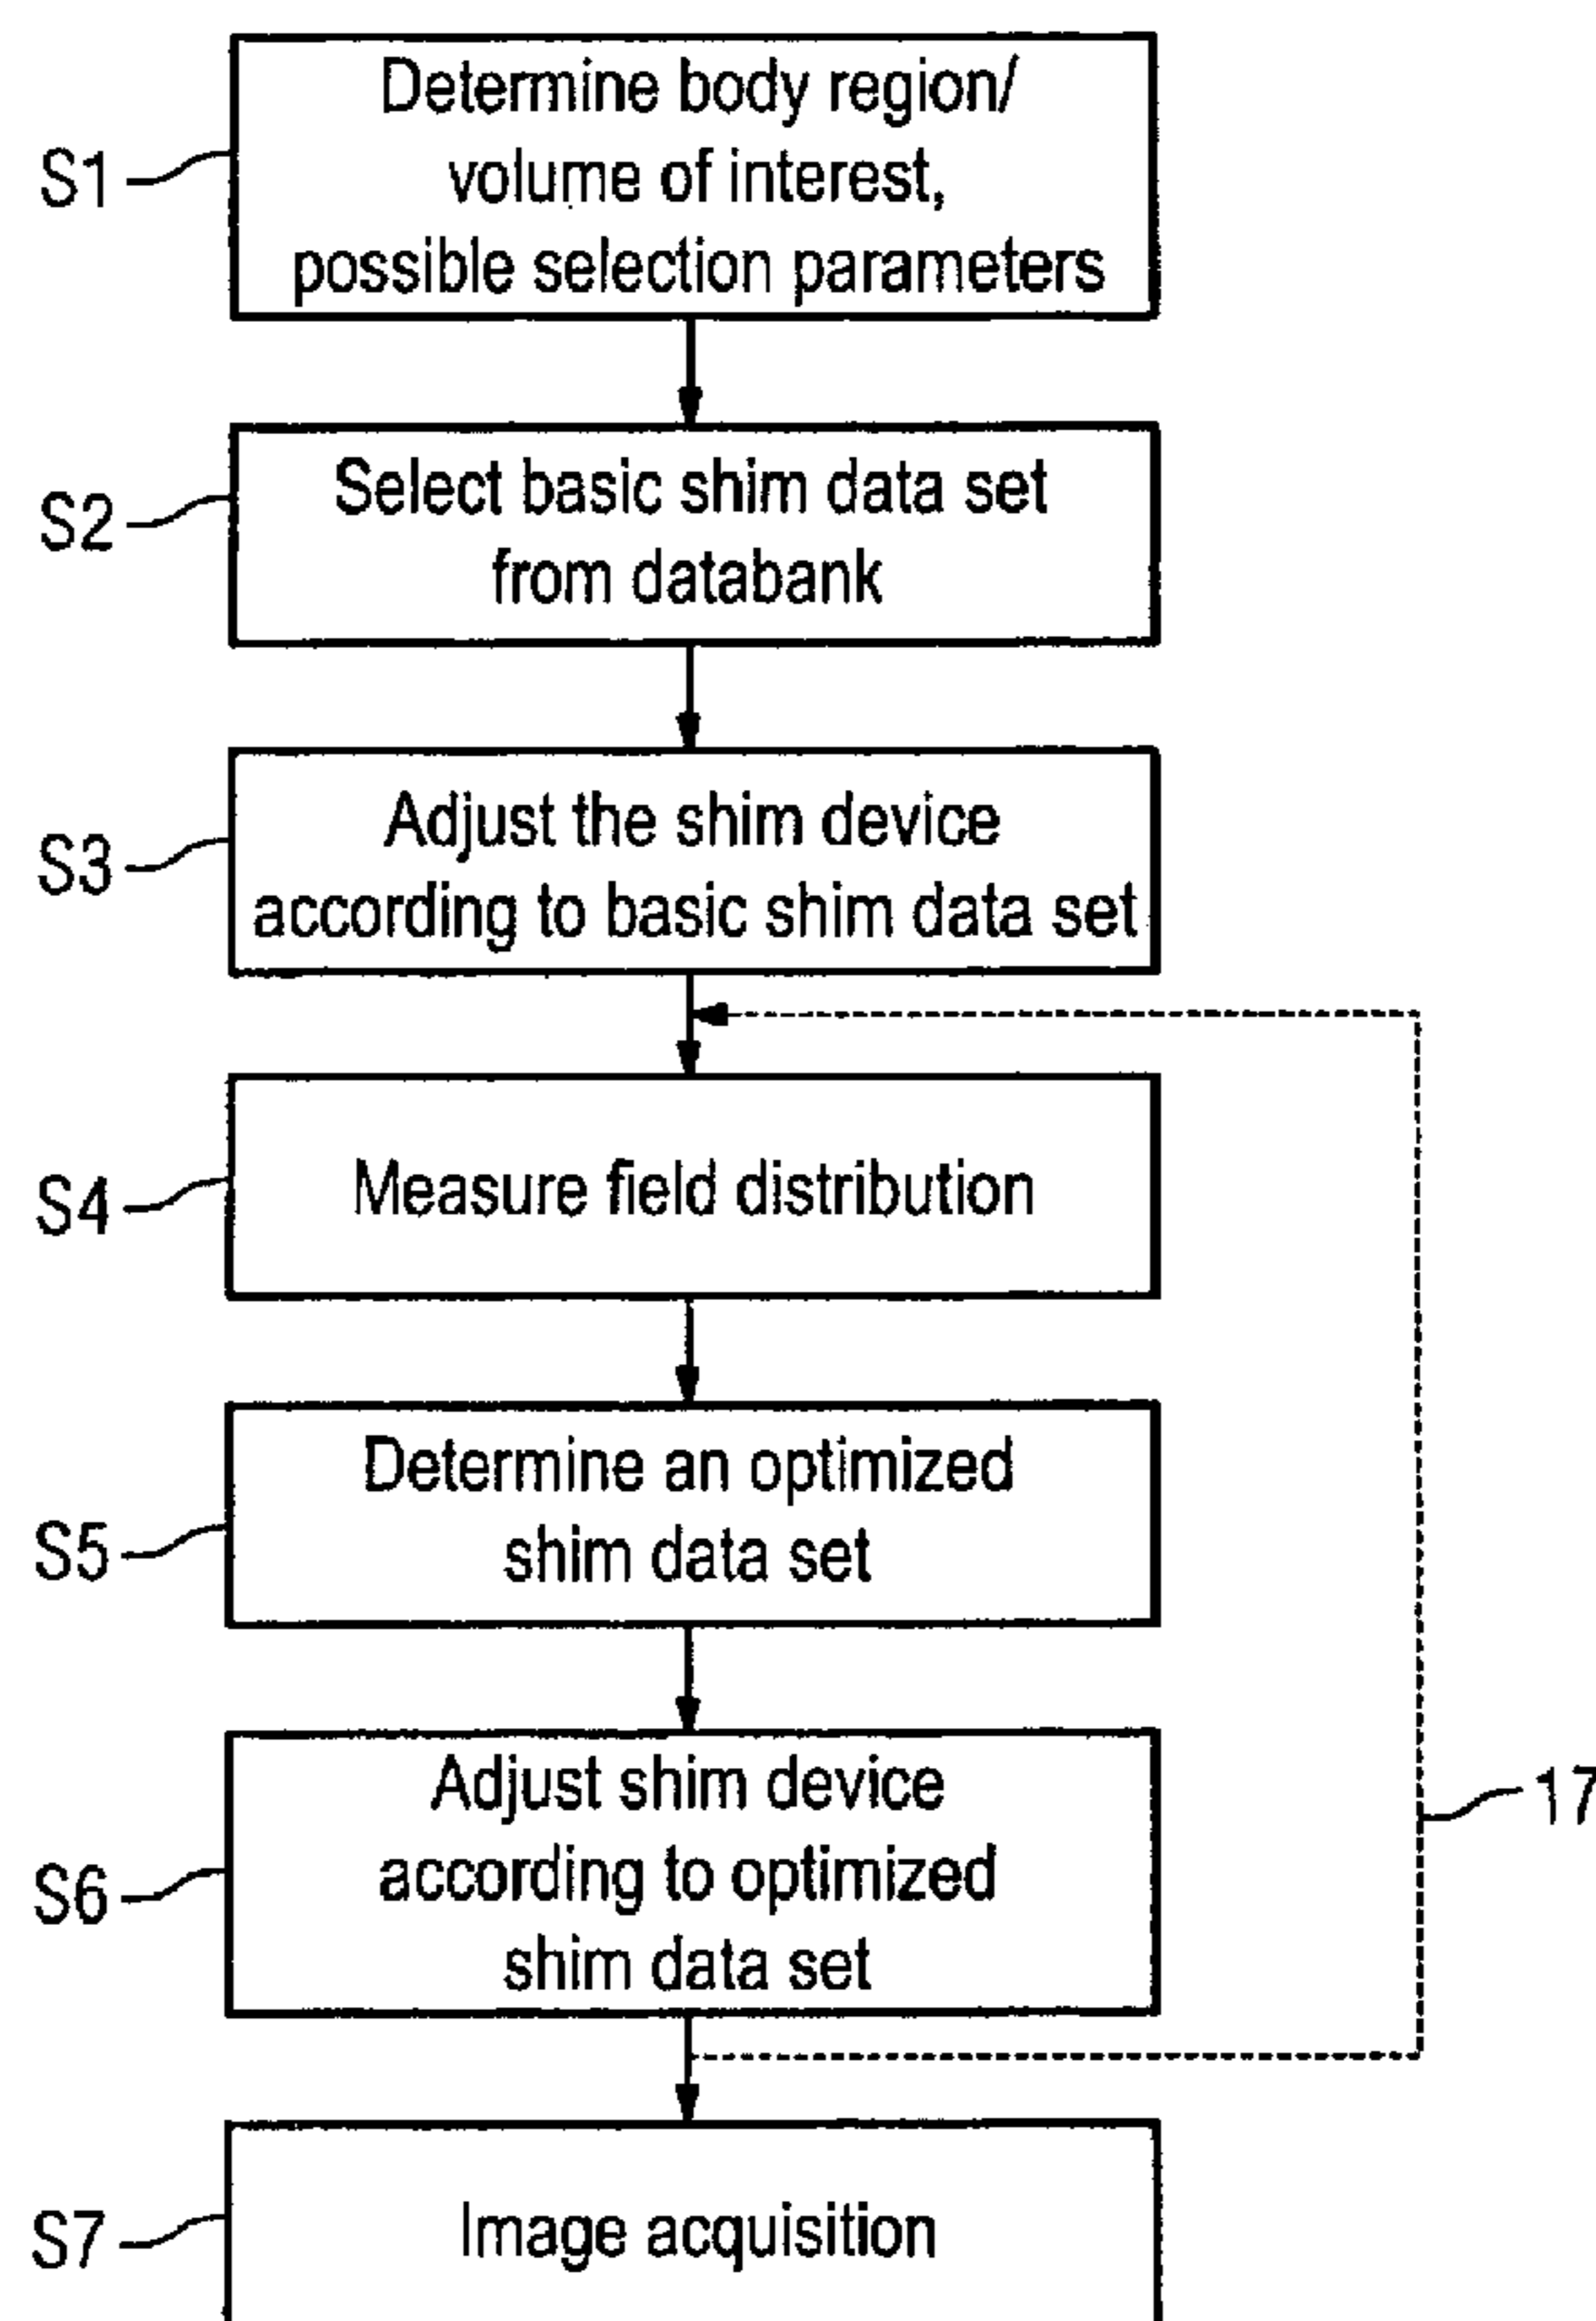 S1
Determine body region/
volume of interest,
possible selection parameters
S2
Select basic shim data set
from databank
S3
Adjust the shim device
according to basic shim data set
S4
Measure field distribution
S5
Determine an optimized
shim data set
S6
Adjust shim device
according to optimized
shim data set
17
S7
Image acquisition